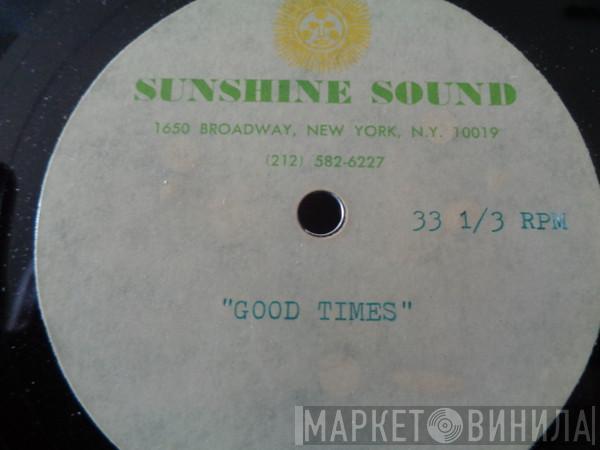 SUNSHINE SOUND
1650 BROADWAY, NEW YORK, N.Y. 10019
(212) 582-6227
33 1/3 RPM
"GOOD TIMES"
МАРКЕТ ВИНИЛА